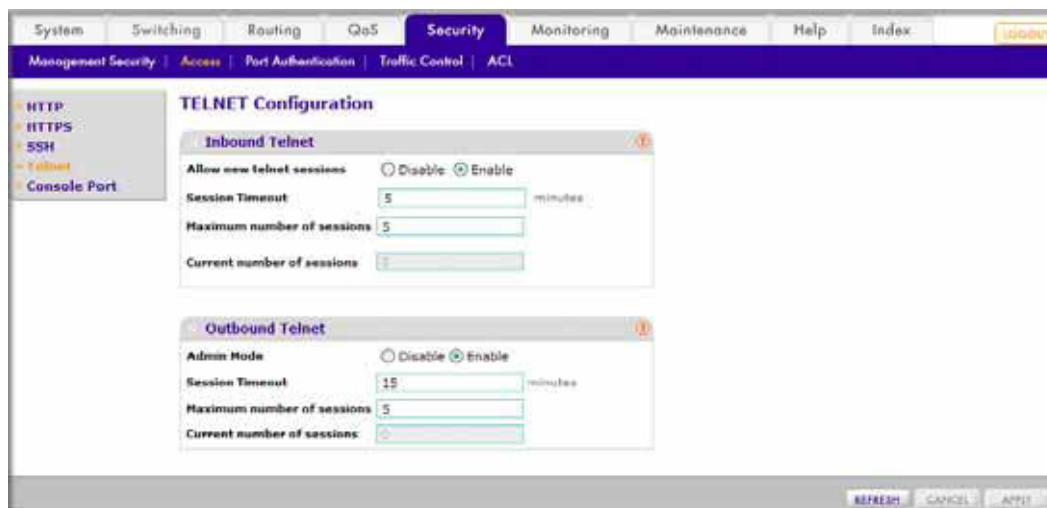 System Switching Routing QoS Security Monitoring Maintenance Help Index LOGOUT
Management Security | Access | Port Authentication | Traffic Control | ACL
HTTP
HTTPS
SSH
Telnet
Console Port
TELNET Configuration
Inbound Telnet
Allow new telnet sessions Disable Enable
Session Timeout 5 minutes
Maximum number of sessions 5
Current number of sessions
Outbound Telnet
Admin Mode Disable Enable
Session Timeout 15 minutes
Maximum number of sessions 5
Current number of sessions 0
REFRESH CANCEL APPLY